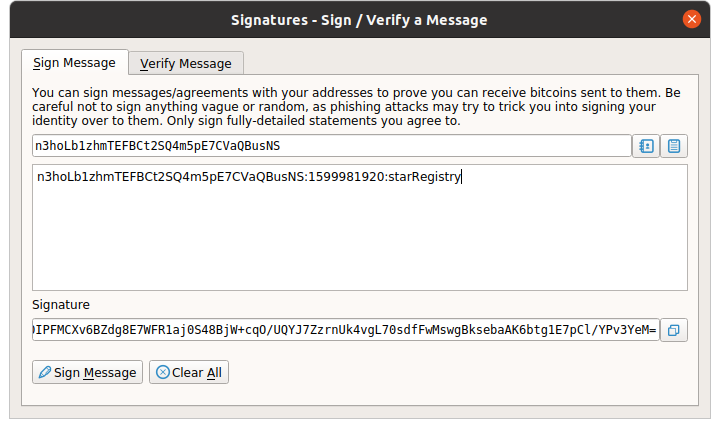 Signatures - Sign / Verify a Message
Sign Message
Verify Message
You can sign messages/agreements with your addresses to prove you can receive bitcoins sent to them. Be
careful not to sign anything vague or random, as phishing attacks may try to trick you into signing your
identity over to them. Only sign fully-detailed statements you agree to.
n3hoLb1zhmTEFBCt2SQ4m5pE7CVaQBusNS
n3hoLb1zhmTEFBCt2SQ4m5pE7CVaQBusNS:1599981920:starRegistry
Signature
IPFMCXv6BZdg8E7WFR1aj0S48BjW+cqO/UQYJ7ZzrnUk4vgL70sdfFwMswgBksebaAK6btg1E7pCl/YPv3YeM=
Sign Message
Clear All